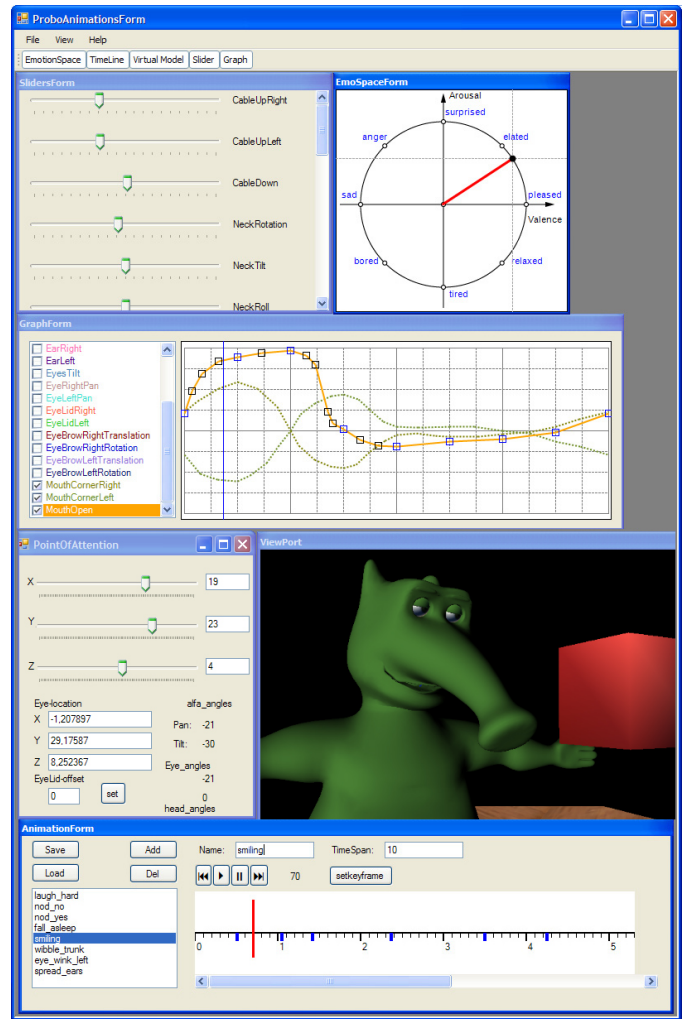 ProboAnimationsForm
File View Help
EmotionSpace TimeLine Virtual Model Slider Graph
SlidersForm
CableUpRight
CableUpLeft
CableDown
NeckRotation
NeckTilt
NeckRoll
EmoSpaceForm
Arousal
surprised
anger elated
sad pleased
Valence
bored relaxed
tired
GraphForm
EarRight
EarLeft
EyesTilt
EyeRightPan
EyeLeftPan
EyeLidRight
EyeLidLeft
EyeBrowRightTranslation
EyeBrowRightRotation
EyeBrowLeftTranslation
EyeBrowLeftRotation
MouthCornerRight
MouthCornerLeft
MouthOpen
PointOfAttention
X 19
Y 23
Z 4
Eye-location alfa_angles
X -1,207897 Pan: -21
Y 29,17587 Tilt: -30
Z 8,252367 Eye_angles
EyeLid-offset -21
0 set 0
head_angles
ViewPort
AnimationForm
Save Add Name: smiling TimeSpan: 10
Load Del 70 setkeyframe
laugh_hard
nod_no
nod_yes
fall_asleep
smiling
wibble_trunk
eye_wink_left
spread_ears
0 1 2 3 4 5